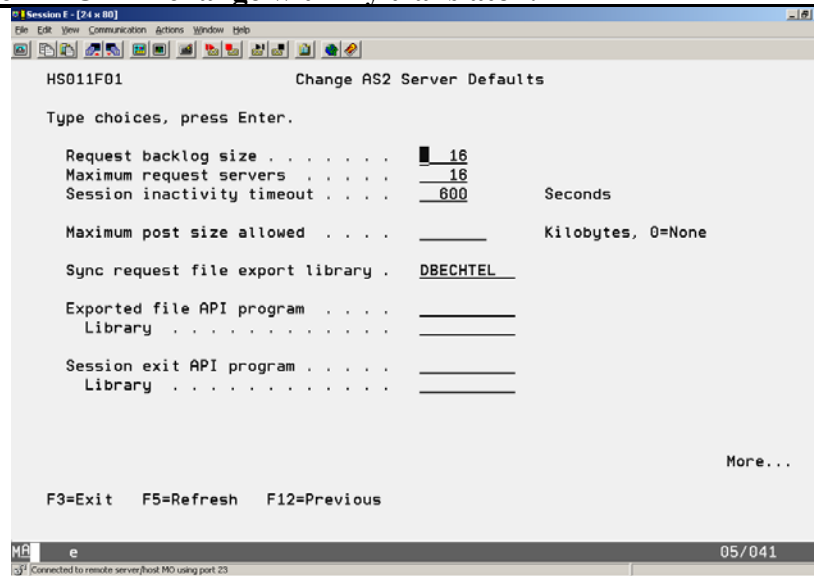 Session E - [24 x 80]
File Edit View Communication Actions Window Help
HS011F01 Change AS2 Server Defaults
Type choices, press Enter.
Request backlog size . . . . . . . 16
Maximum request servers . . . . . 16
Session inactivity timeout . . . . 600 Seconds
Maximum post size allowed . . . . Kilobytes, 0=None
Sync request file export library . DBECHTEL
Exported file API program . . . .
Library . . . . . . . . . . . .
Session exit API program . . . . .
Library . . . . . . . . . . . .
More...
F3=Exit F5=Refresh F12=Previous
MA e 05/041
Connected to remote server/host MO using port 23